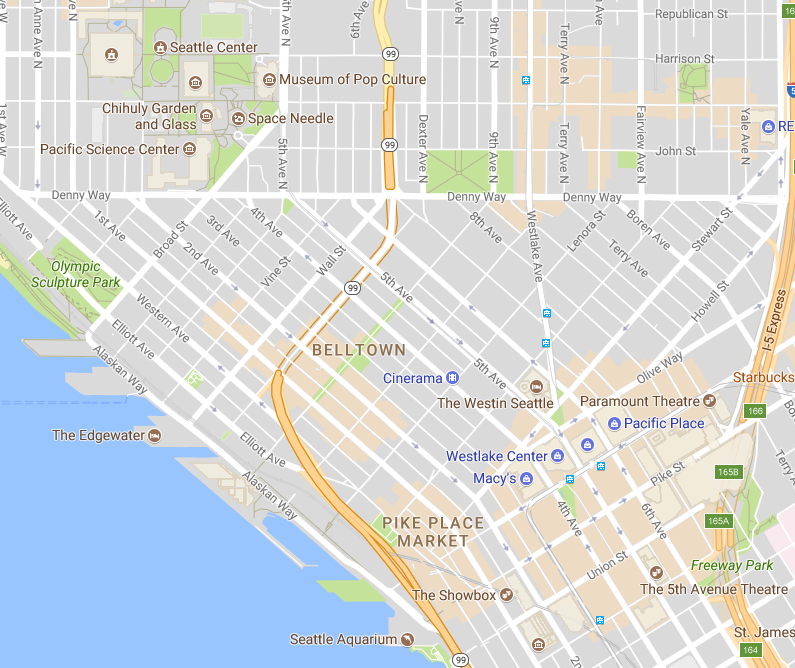 Anne Ave N
5th Ave N
6th Ave N
9th Ave N
Terry Ave N
Republican St
16
Seattle Center
99
Harrison St
Museum of Pop Culture
Chihuly Garden
and Glass
Space Needle
1st Ave W
Dexter Ave N
9th Ave N
Terry Ave N
Fairview Ave N
Yale Ave N
RE
99
Pacific Science Center
5th Ave N
John St
Denny Way
Denny Way
Denny Way
Elliott Ave
1st Ave
Broad St
3rd Ave
4th Ave
8th Ave
Westlake Ave
Lenora St
Boren Ave
Stewart St
2nd Ave
Wall St
Vine St
Terry Ave
Olympic
Sculpture Park
99
5th Ave
Howell St
Western Ave
I-5 Express
Elliott Ave
BELLTOWN
Alaskan Way
5th Ave
Olive Way
Cinerama
Starbucks
The Westin Seattle
Paramount Theatre
166
Pacific Place
The Edgewater
Elliott Ave
Westlake Center
Macy's
Pike St
165B
Terry A
Alaskan Way
4th Ave
6th Ave
165A
PIKE PLACE
MARKET
Union St
Freeway Park
The Showbox
The 5th Avenue Theatre
Seattle Aquarium
St. James
99
164